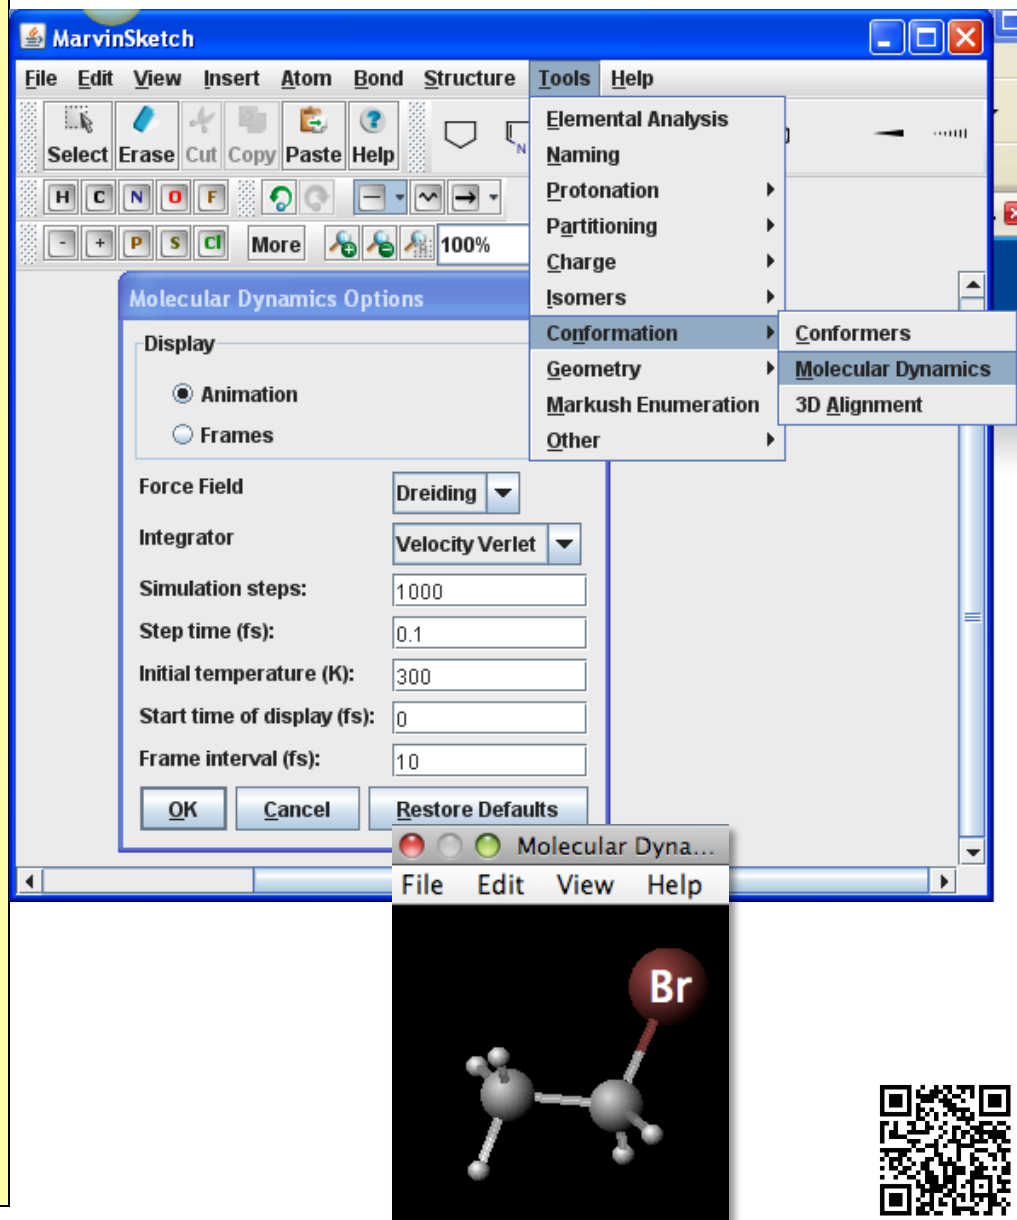 MarvinSketch
File Edit View Insert Atom Bond Structure Tools Help
Select Erase Cut Copy Paste Help
N
H C N O F
- + P S Cl More 100%
Elemental Analysis
Naming
Protonation
Partitioning
Charge
Isomers
Conformation
Geometry
Markush Enumeration
Other
Conformers
Molecular Dynamics
3D Alignment
Molecular Dynamics Options
Display
Animation
Frames
Force Field Dreiding
Integrator Velocity Verlet
Simulation steps: 1000
Step time (fs): 0.1
Initial temperature (K): 300
Start time of display (fs): 0
Frame interval (fs): 10
OK Cancel Restore Defaults
Molecular Dyna...
File Edit View Help
Br